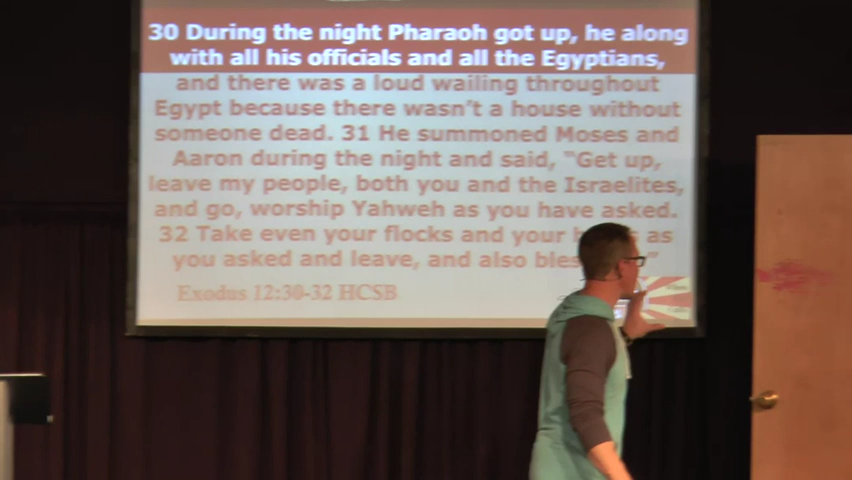 30 During the night Pharaoh got up, he along
with all his officials and all the Egyptians,
and there was a loud wailing throughout
Egypt because there wasn't a house without
someone dead. 31 He summoned Moses and
Aaron during the night and said, "Get up,
leave my people, both you and the Israelites,
and go, worship Yahweh as you have asked.
32 Take even your flocks and your as
you asked and leave, and also
Exodus 12:30-32 HCSB